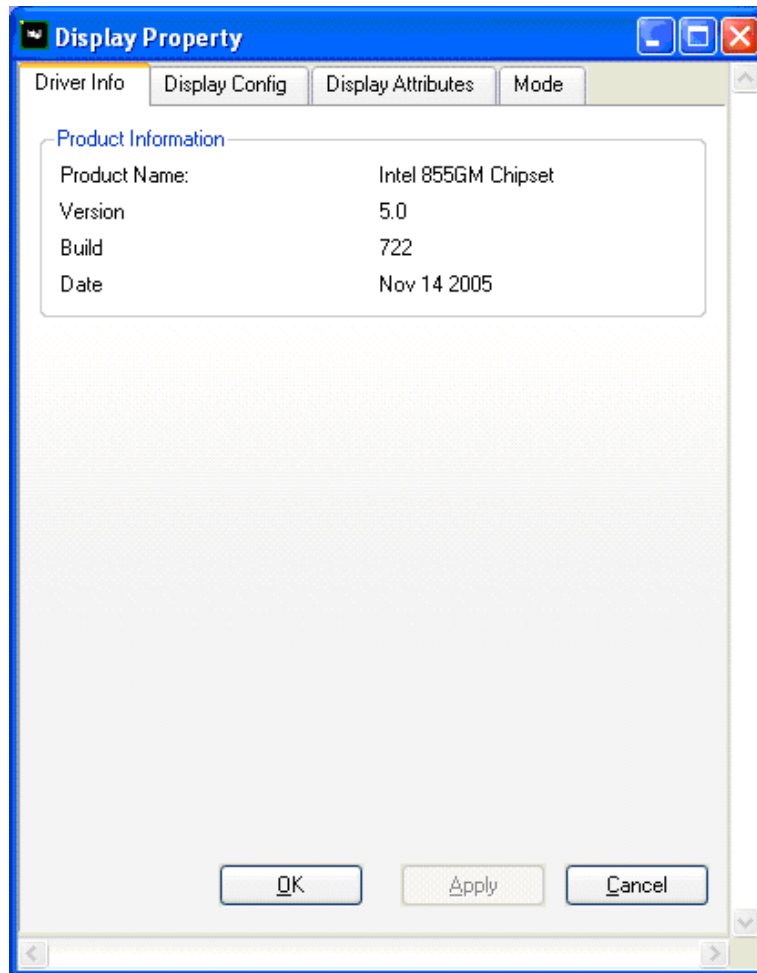 Display Property
Driver Info Display Config Display Attributes Mode
Product Information
Product Name: Intel 855GM Chipset
Version 5.0
Build 722
Date Nov 14 2005
OK Apply Cancel